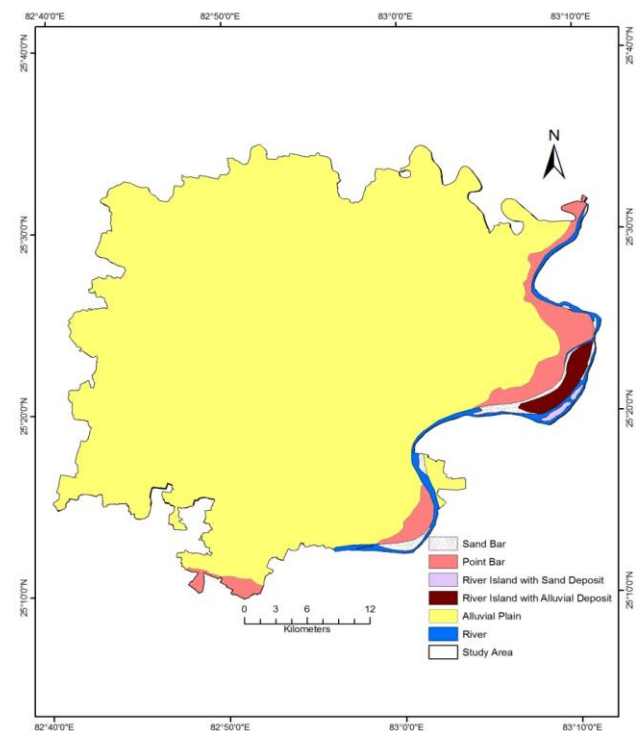 82°40'0"E 82°50'0"E 83°0'0"E 83°10'0"E
25°40'0"N 25°40'0"N
N
25°30'0"N 25°30'0"N
25°20'0"N 25°20'0"N
25°10'0"N 25°10'0"N
Sand Bar
Point Bar
River Island with Sand Deposit
River Island with Alluvial Deposit
Alluvial Plain
River
Study Area
0 3 6 12
Kilometers
82°40'0"E 82°50'0"E 83°0'0"E 83°10'0"E